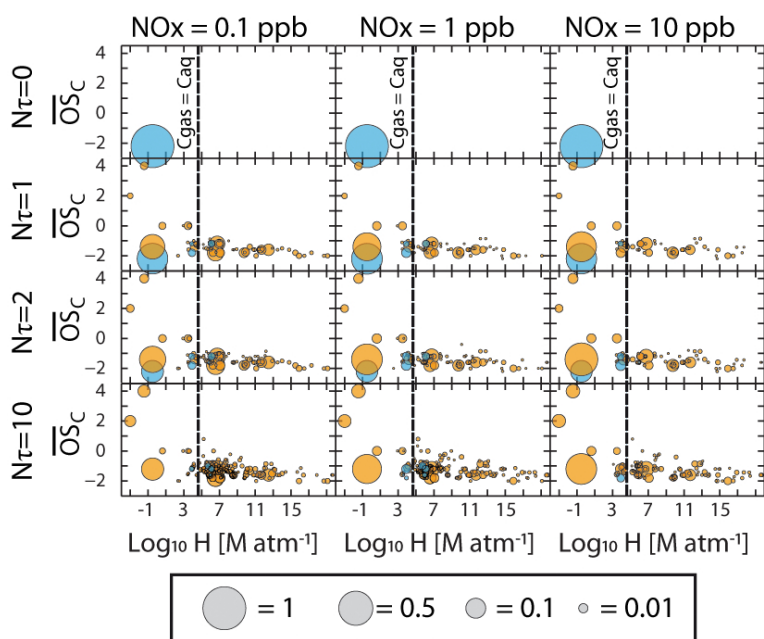 NOx = 0.1 ppb NOx = 1 ppb NOx = 10 ppb
Nτ=0
OSC
4
2
0
−2
Cgas = Caq
Cgas = Caq
Cgas = Caq
Nτ=1
OSC
4
2
0
−2
Nτ=2
OSC
4
2
0
−2
Nτ=10
OSC
4
2
0
−2
-1 3 7 11 15 -1 3 7 11 15 -1 3 7 11 15
Log₁₀ H [M atm⁻¹] Log₁₀ H [M atm⁻¹] Log₁₀ H [M atm⁻¹]
= 1 = 0.5 = 0.1 = 0.01